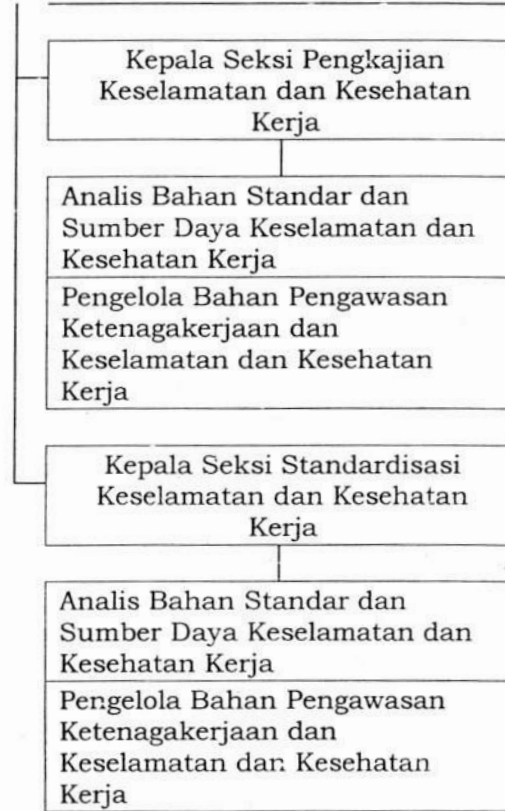 Kepala Seksi Pengkajian
Keselamatan dan Kesehatan
Kerja
Analis Bahan Standar dan
Sumber Daya Keselamatan dan
Kesehatan Kerja
Pengelola Bahan Pengawasan
Ketenagakerjaan dan
Keselamatan dan Kesehatan
Kerja
Kepala Seksi Standardisasi
Keselamatan dan Kesehatan
Kerja
Analis Bahan Standar dan
Sumber Daya Keselamatan dan
Kesehatan Kerja
Pengelola Bahan Pengawasan
Ketenagakerjaan dan
Keselamatan dan Kesehatan
Kerja